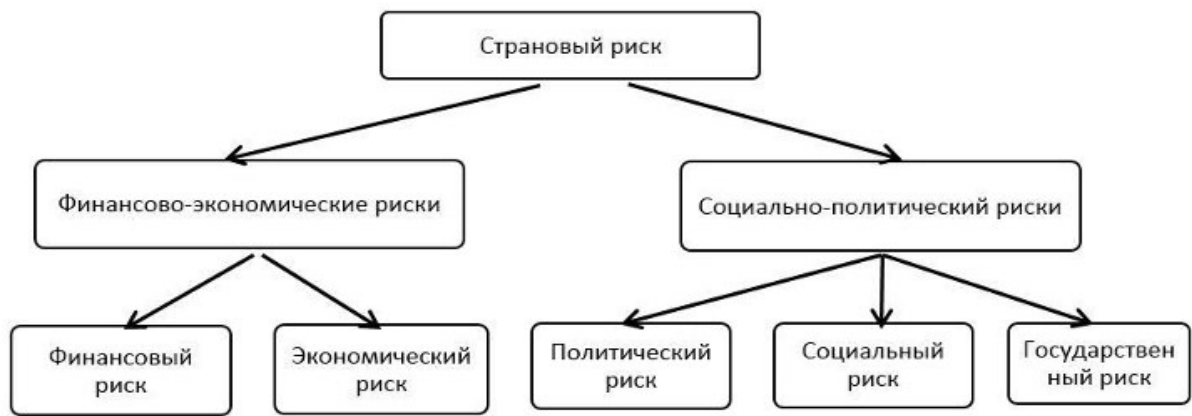 Страновый риск
Финансово-экономические риски
Социально-политический риски
Финансовый
риск
Экономический
риск
Политический
риск
Социальный
риск
Государствен
ный риск